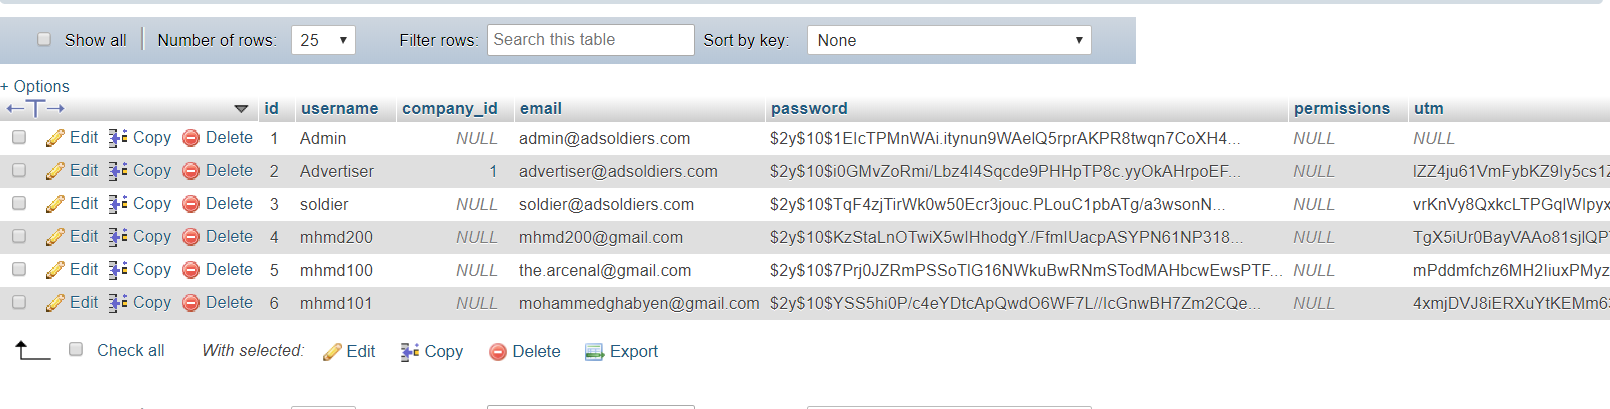 Show all Number of rows: 25 Filter rows: Search this table Sort by key: None
+ Options
←T→ id username company_id email password permissions utm
Edit Copy Delete 1 Admin NULL admin@adsoldiers.com $2y$10$1EIcTPMnWAi.itynun9WAelQ5rprAKPR8twqn7CoXH4... NULL NULL
Edit Copy Delete 2 Advertiser 1 advertiser@adsoldiers.com $2y$10$i0GMvZoRmi/Lbz4I4Sqcde9PHHpTP8c.yyOkAHrpoEF... NULL lZZ4ju61VmFybKZ9Iy5cs1Z
Edit Copy Delete 3 soldier NULL soldier@adsoldiers.com $2y$10$TqF4zjTirWk0w50Ecr3jouc.PLouC1pbATg/a3wsonN... NULL vrKnVy8QxkcLTPGqlWIpyx
Edit Copy Delete 4 mhmd200 NULL mhmd200@gmail.com $2y$10$KzStaLnOTwiX5wlHhodgY./FfmlUacpASYPN61NP318... NULL TgX5iUr0BayVAAo81sjlQP
Edit Copy Delete 5 mhmd100 NULL the.arcenal@gmail.com $2y$10$7Prj0JZRmPSSoTlG16NWkuBwRNmSTodMAHbcwEwsPTF... NULL mPddmfchz6MH2IiuxPMyz
Edit Copy Delete 6 mhmd101 NULL mohammedghabyen@gmail.com $2y$10$YSS5hi0P/c4eYDtcApQwdO6WF7L//IcGnwBH7Zm2CQe... NULL 4xmjDVJ8iERXuYtKEMm63
Check all With selected: Edit Copy Delete Export